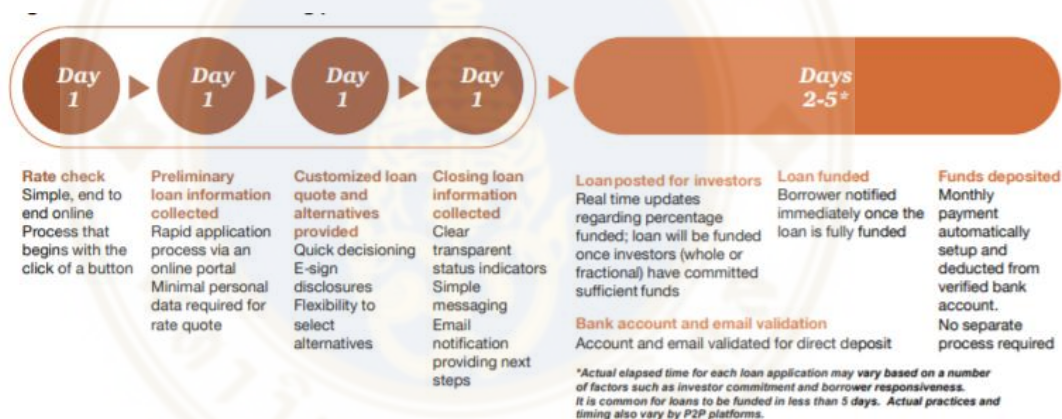 Day
1
Day
1
Day
1
Day
1
Days
2-5*
Rate check
Simple, end to
end online
Process that
begins with the
click of a button
Preliminary
loan information
collected
Rapid application
process via an
online portal
Minimal personal
data required for
rate quote
Customized loan
quote and
alternatives
provided
Quick decisioning
E-sign
disclosures
Flexibility to
select
alternatives
Closing loan
information
collected
Clear
transparent
status indicators
Simple
messaging
Email
notification
providing next
steps
Loan posted for investors
Real time updates
regarding percentage
funded; loan will be funded
once investors (whole or
fractional) have committed
sufficient funds
Loan funded
Borrower notified
immediately once the
loan is fully funded
Bank account and email validation
Account and email validated for direct deposit
Funds deposited
Monthly
payment
automatically
setup and
deducted from
verified bank
account.
No separate
process required
*Actual elapsed time for each loan application may vary based on a number
of factors such as investor commitment and borrower responsiveness.
It is common for loans to be funded in less than 5 days. Actual practices and
timing also vary by P2P platforms.